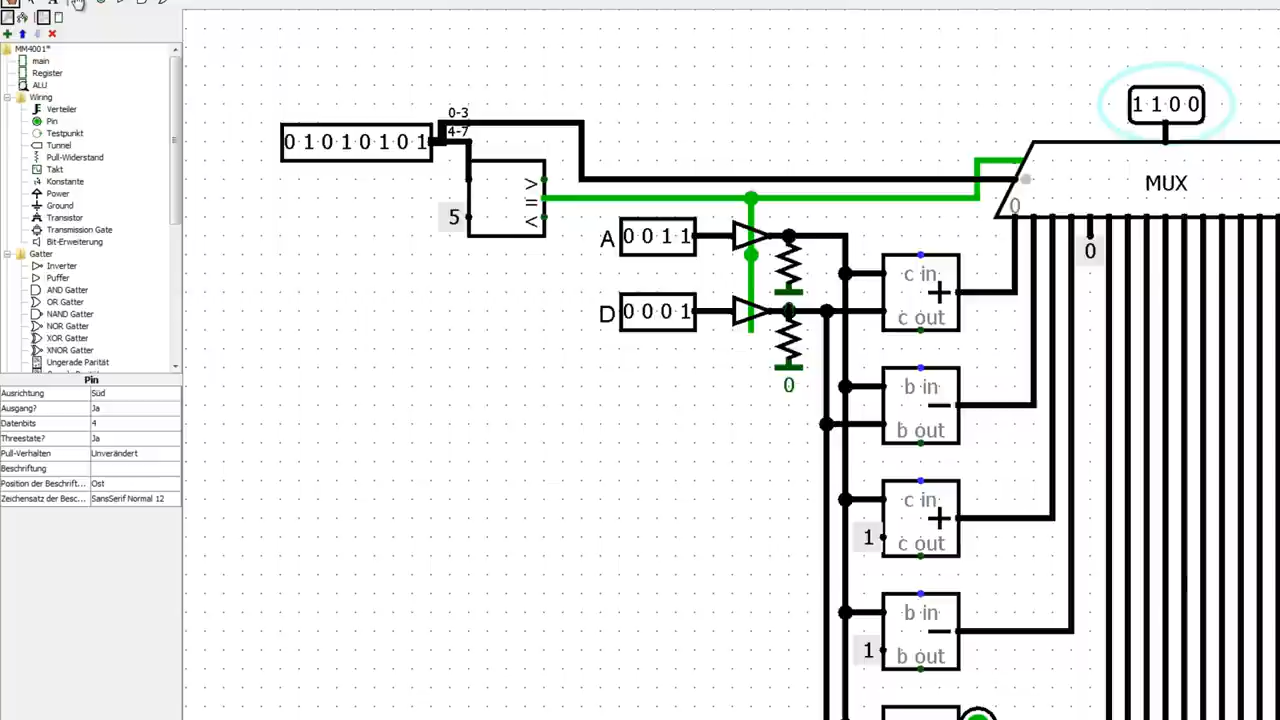 MM4001*
main
Register
ALU
Wiring
Verteiler
Pin
Testpunkt
Tunnel
Pull-Widerstand
Takt
Konstante
Power
Ground
Transistor
Transmission Gate
Bit-Erweiterung
Gatter
Inverter
Puffer
AND Gatter
OR Gatter
NAND Gatter
NOR Gatter
XOR Gatter
XNOR Gatter
Ungerade Parität
Pin
Ausrichtung Süd
Ausgang? Ja
Datenbits 4
Threestate? Ja
Pull-Verhalten Unverändert
Beschriftung
Position der Beschrift... Ost
Zeichensatz der Besc... SansSerif Normal 12
1 1 0 0
0-3
4-7
0 1 0 1 0 1 0 1
MUX
0
5
> = <
A 0 0 1 1
0
D 0 0 0 1
0
c in
+
c out
b in
−
b out
c in
+
1
c out
b in
−
1
b out